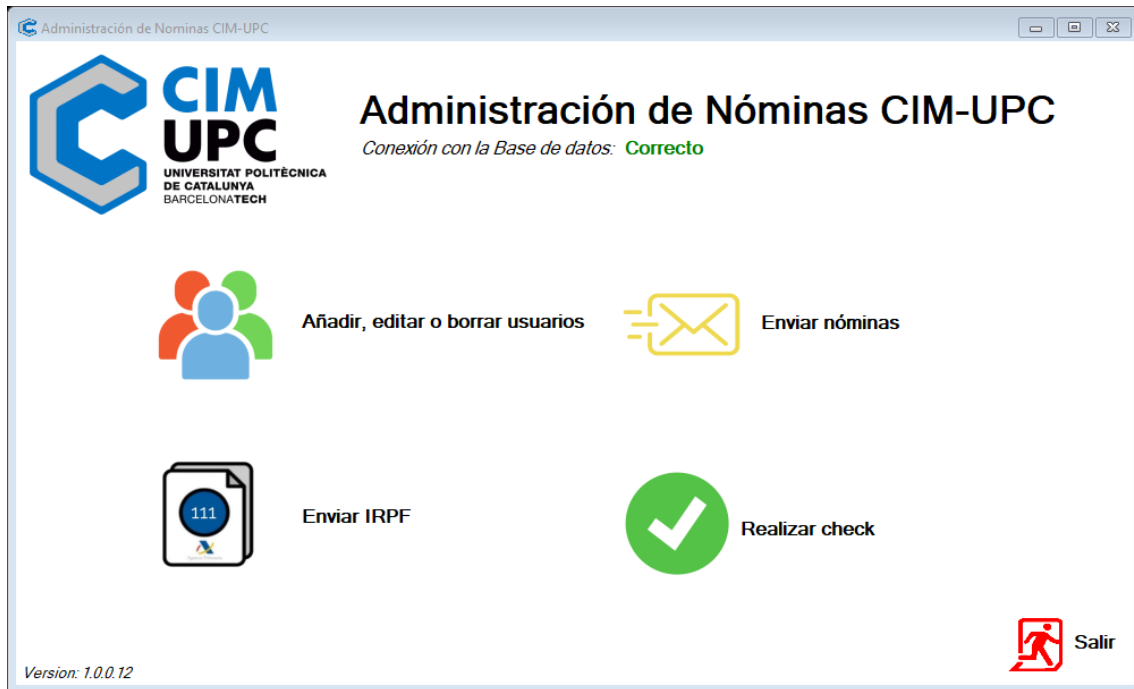 Administración de Nominas CIM-UPC
CIM
UPC
UNIVERSITAT POLITÈCNICA
DE CATALUNYA
BARCELONATECH
Administración de Nóminas CIM-UPC
Conexión con la Base de datos: Correcto
Añadir, editar o borrar usuarios
Enviar nóminas
111
Enviar IRPF
Realizar check
Salir
Version: 1.0.0.12